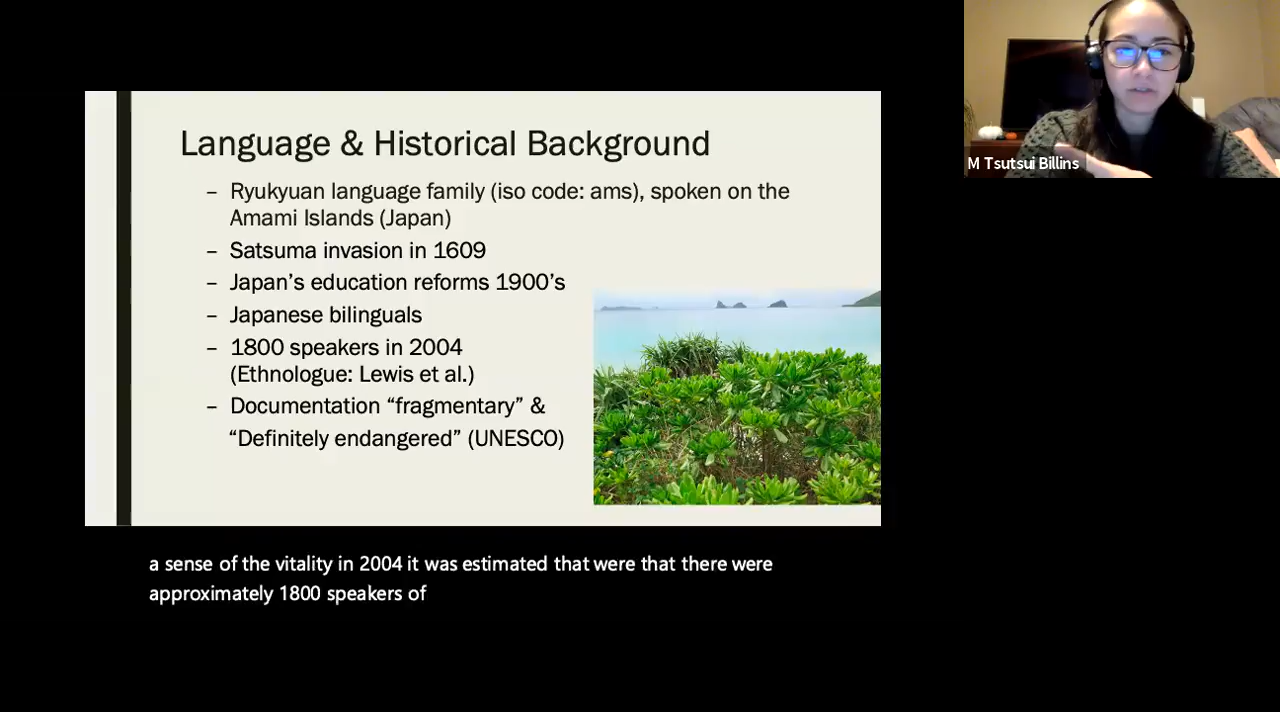 Language & Historical Background
– Ryukyuan language family (iso code: ams), spoken on the
Amami Islands (Japan)
– Satsuma invasion in 1609
– Japan’s education reforms 1900’s
– Japanese bilinguals
– 1800 speakers in 2004
(Ethnologue: Lewis et al.)
– Documentation “fragmentary” &
“Definitely endangered” (UNESCO)
M Tsutsui Billins
a sense of the vitality in 2004 it was estimated that were that there were
approximately 1800 speakers of